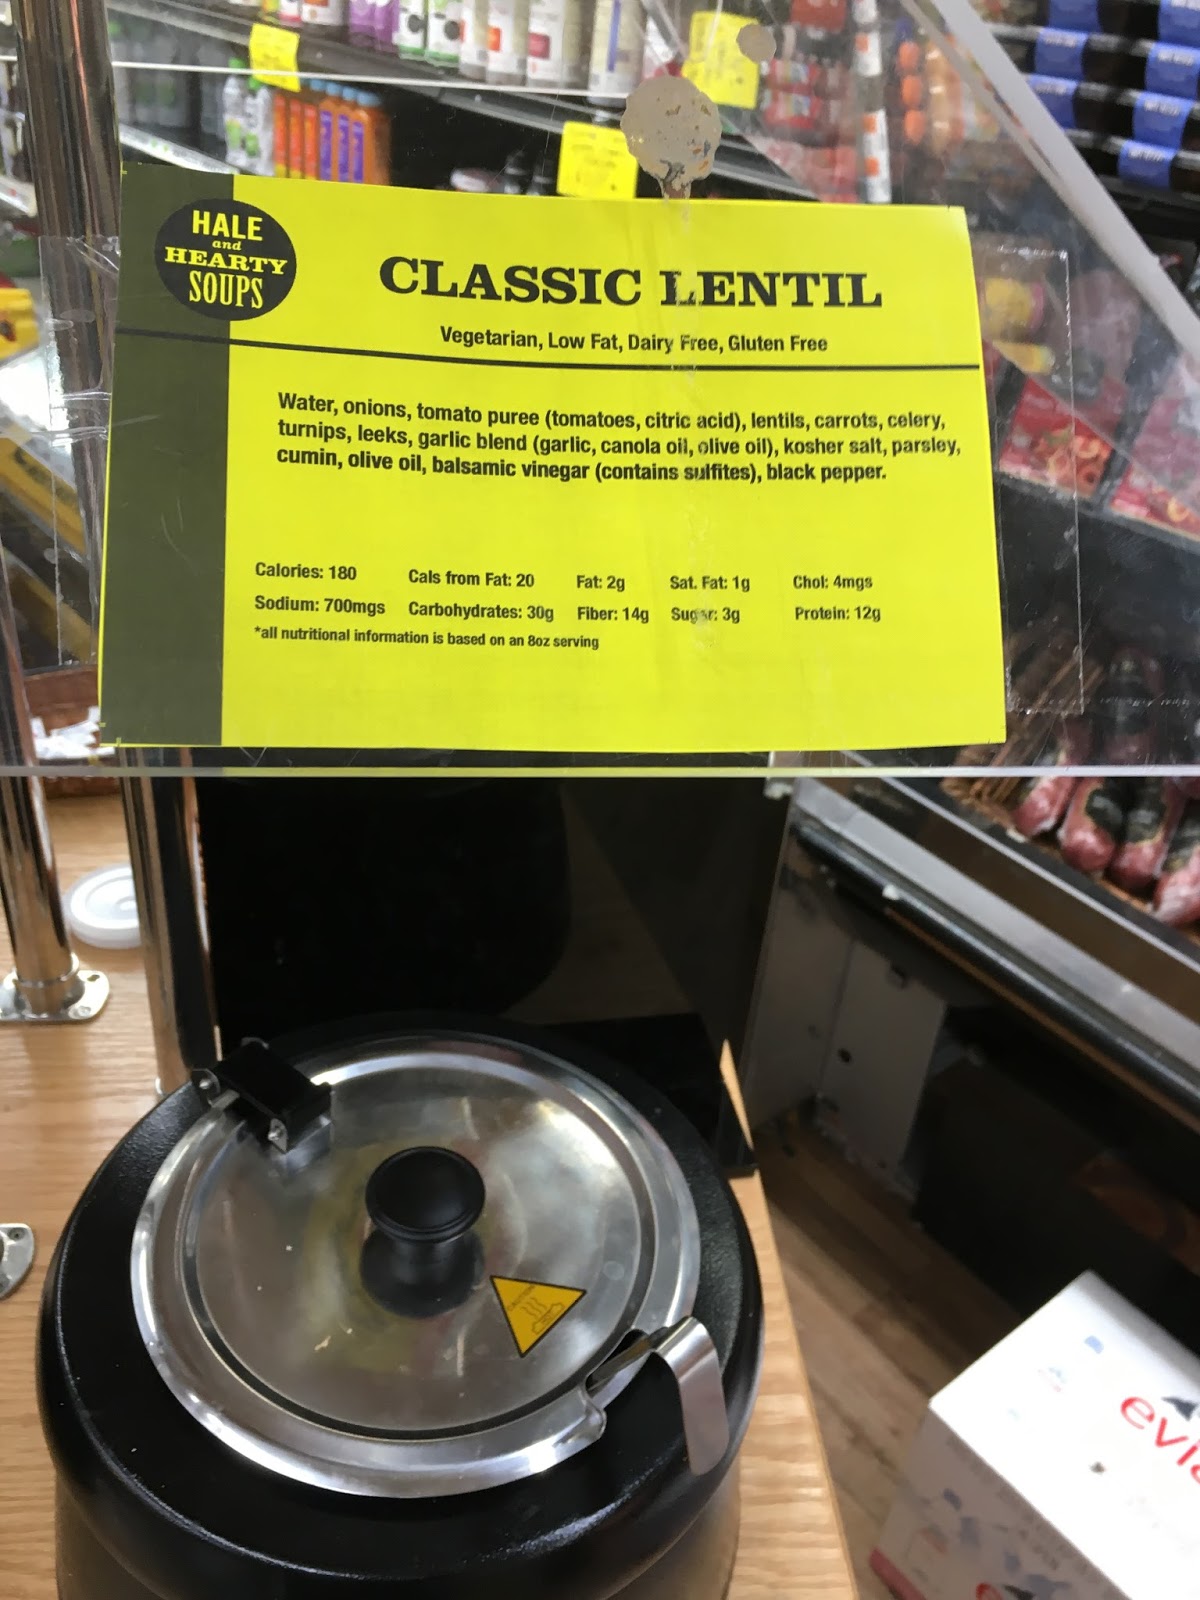 HALE
and
HEARTY
SOUPS
CLASSIC LENTIL
Vegetarian, Low Fat, Dairy Free, Gluten Free
Water, onions, tomato puree (tomatoes, citric acid), lentils, carrots, celery,
turnips, leeks, garlic blend (garlic, canola oil, olive oil), kosher salt, parsley,
cumin, olive oil, balsamic vinegar (contains sulfites), black pepper.
Calories: 180 Cals from Fat: 20 Fat: 2g Sat. Fat: 1g Chol: 4mgs
Sodium: 700mgs Carbohydrates: 30g Fiber: 14g Sugar: 3g Protein: 12g
*all nutritional information is based on an 8oz serving
CAUTION
HOT
evi